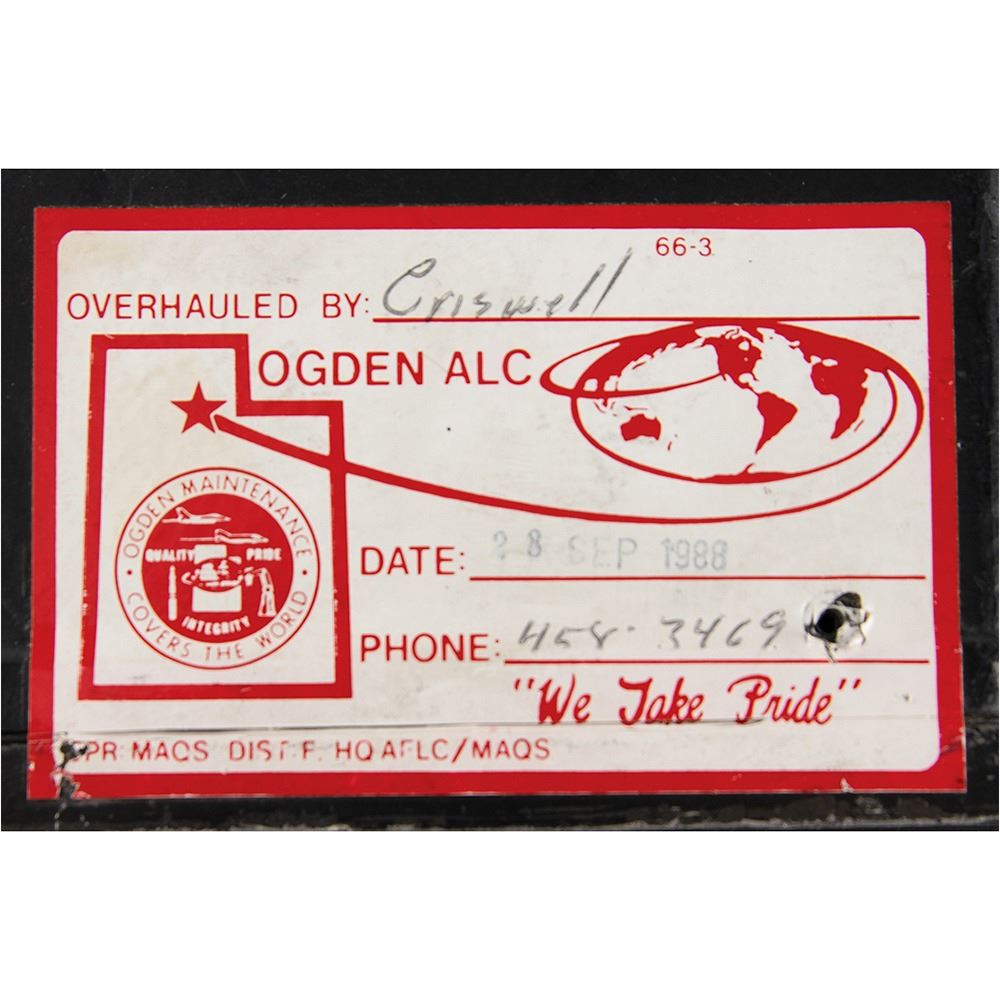 66-3
OVERHAULED BY: Criswell
OGDEN ALC
OGDEN MAINTENANCE
QUALITY PRIDE
INTEGRITY
COVERS THE WORLD
DATE: 28 SEP 1988
PHONE: 458-3469
"We Take Pride"
OPR: MAQS DIST: F, HQ AFLC/MAQS